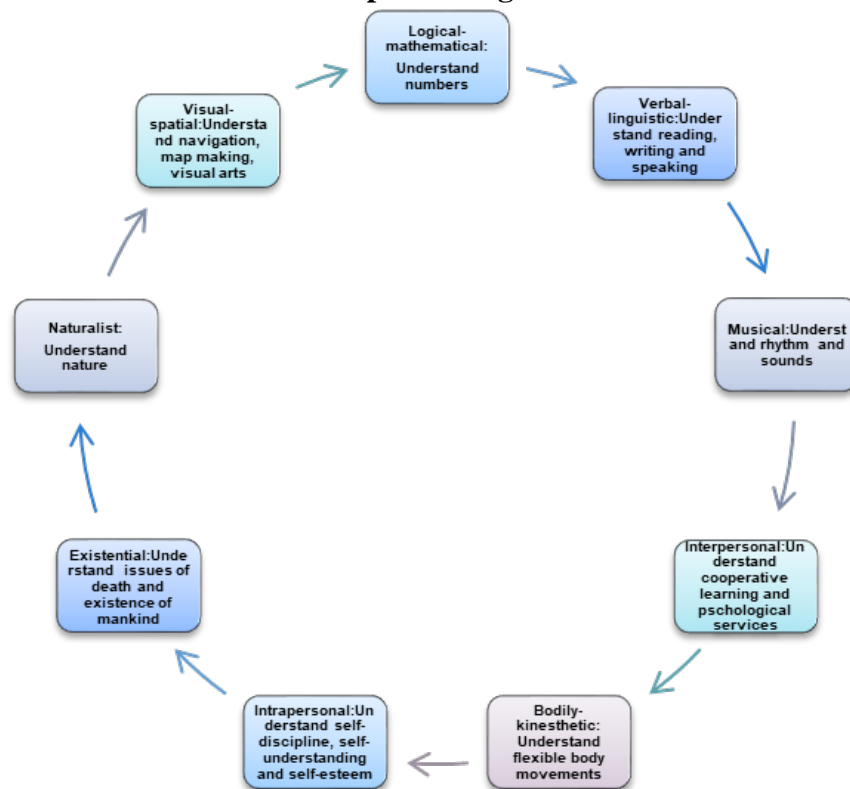 Logical-
mathematical:
Understand
numbers
Verbal-
linguistic:Under
stand reading,
writing and
speaking
Musical:Underst
and rhythm and
sounds
Interpersonal:Un
derstand
cooperative
learning and
pschological
services
Bodily-
kinesthetic:
Understand
flexible body
movements
Intrapersonal:Un
derstand self-
discipline, self-
understanding
and self-esteem
Existential:Unde
rstand issues of
death and
existence of
mankind
Naturalist:
Understand
nature
Visual-
spatial:Understa
nd navigation,
map making,
visual arts